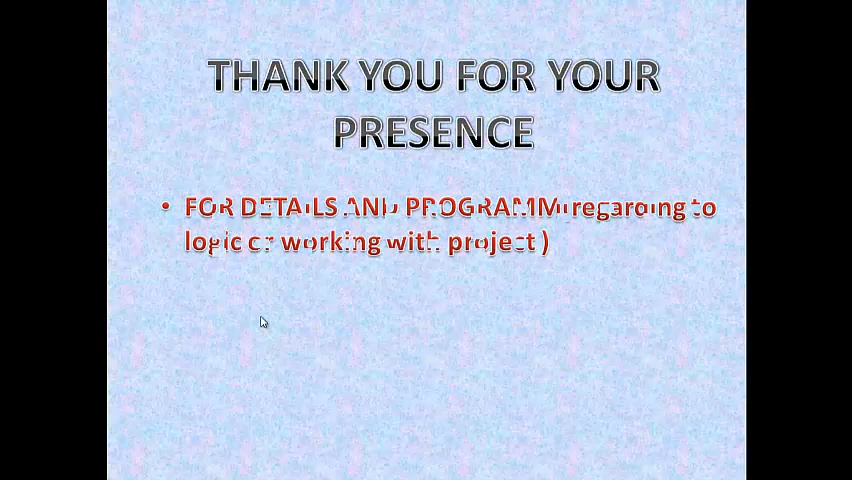 THANK YOU FOR YOUR
PRESENCE
• FOR DETAILS AND PROGRAMM(regarding to
logic or working with project )